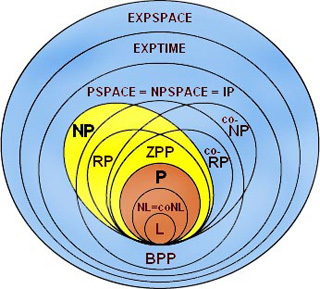 EXPSPACE
EXPTIME
PSPACE = NPSPACE = IP
NP
co-
NP
RP
ZPP
co-
RP
P
NL=coNL
L
BPP